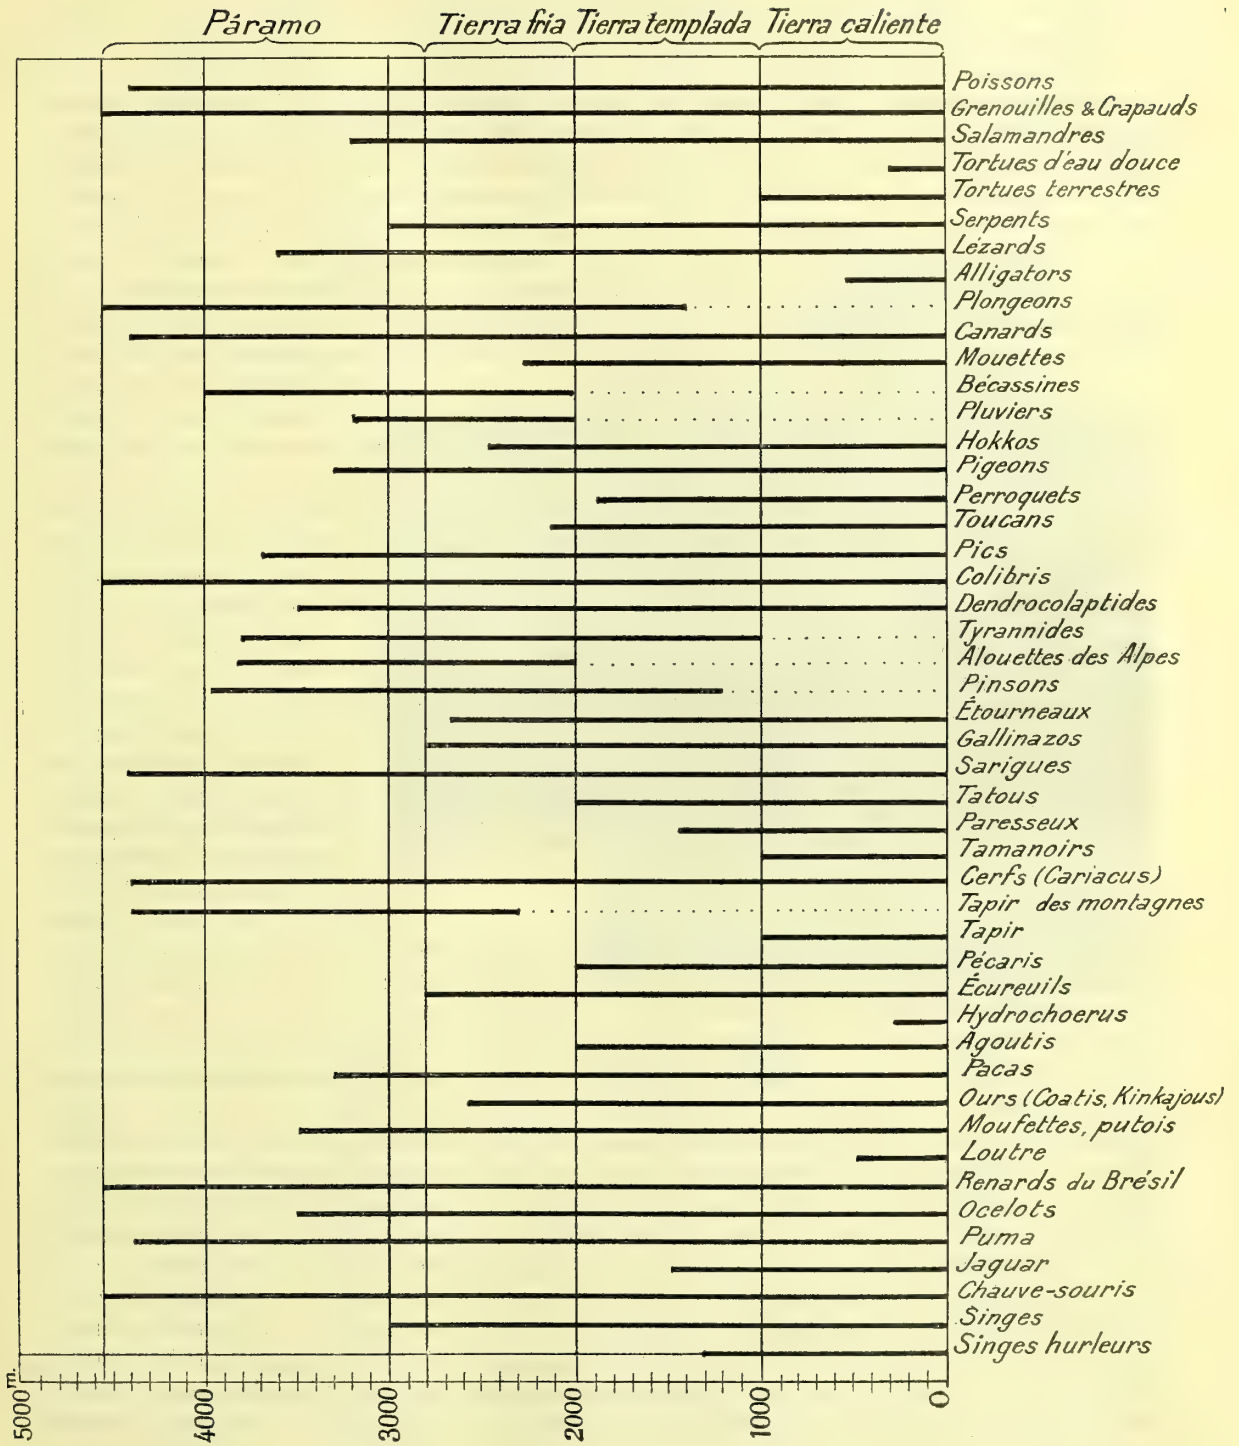 Páramo Tierra fría Tierra templada Tierra caliente
Poissons
Grenouilles & Crapauds
Salamandres
Tortues d'eau douce
Tortues terrestres
Serpents
Lézards
Alligators
Plongeons
Canards
Mouettes
Bécassines
Pluviers
Hokkos
Pigeons
Perroquets
Toucans
Pics
Colibris
Dendrocolaptides
Tyrannides
Alouettes des Alpes
Pinsons
Étourneaux
Gallinazos
Sarigues
Tatous
Paresseux
Tamanoirs
Cerfs (Cariacus)
Tapir des montagnes
Tapir
Pécaris
Écureuils
Hydrochoerus
Agoutis
Pacas
Ours (Coatis, Kinkajous)
Moufettes, putois
Loutre
Renards du Brésil
Ocelots
Puma
Jaguar
Chauve-souris
Singes
Singes hurleurs
5000 m. 4000 3000 2000 1000 0